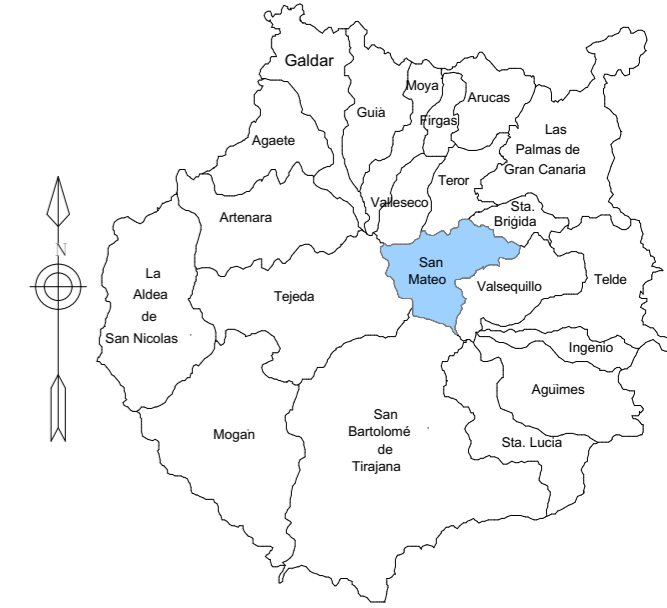 Galdar
Guia
Moya
Firgas
Arucas
Las
Palmas de
Gran Canaria
Agaete
Teror
Valleseco
Artenara
Sta.
Brigida
N
San
Mateo
La
Aldea
de
San Nicolas
Tejeda
Valsequillo
Telde
Ingenio
Agüimes
Mogan
San
Bartolomé
de
Tirajana
Sta. Lucia